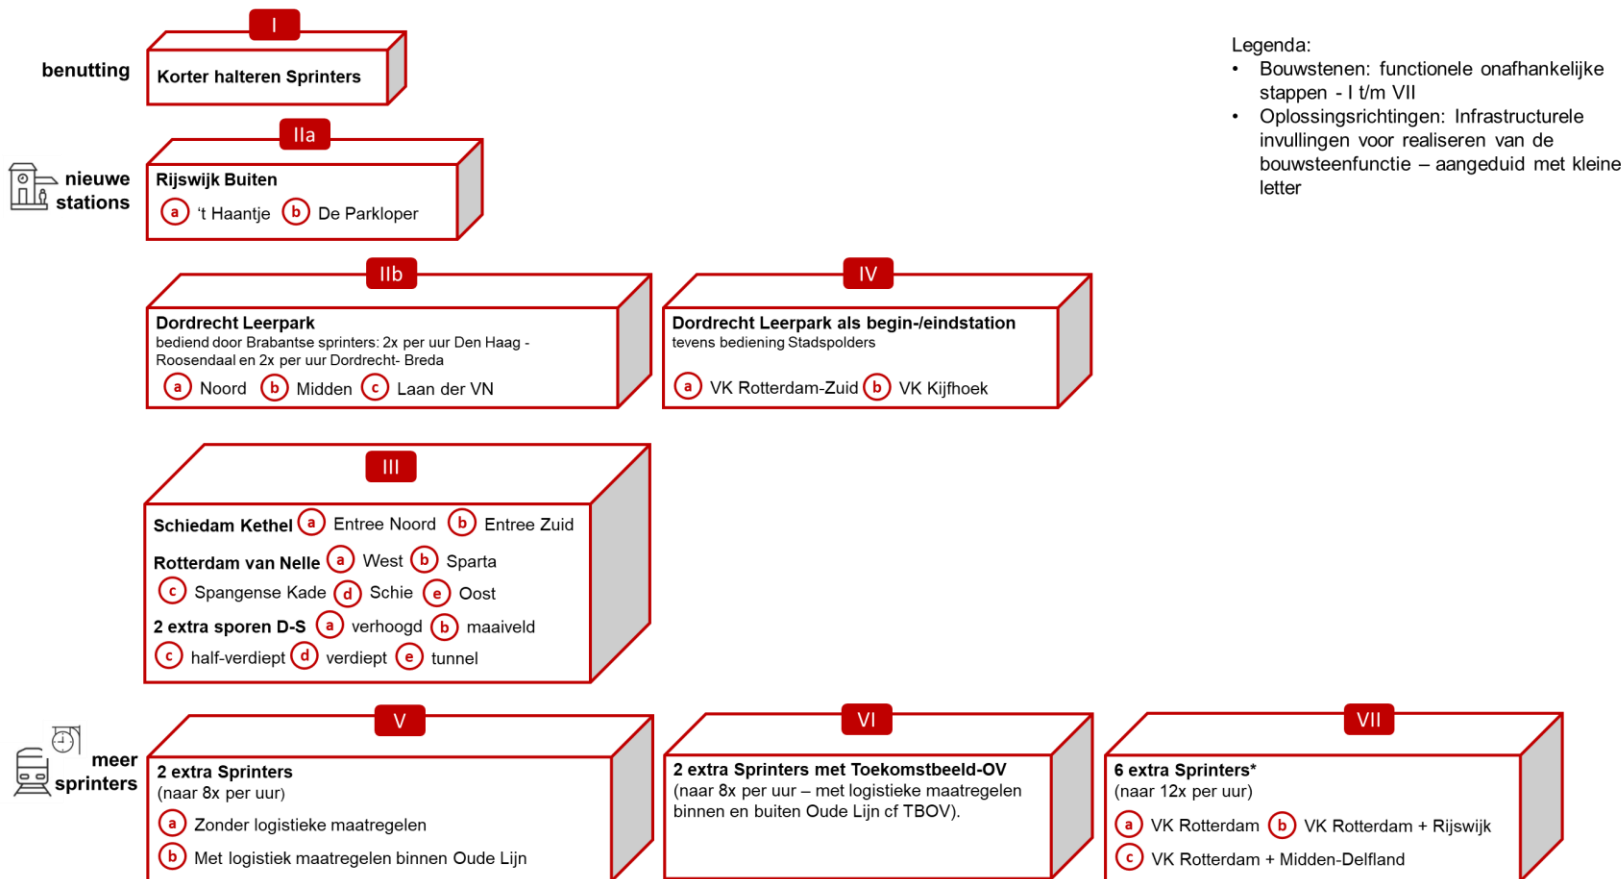 I
benutting
Korter halteren Sprinters
Legenda:
• Bouwstenen: functionele onafhankelijke
stappen - I t/m VII
• Oplossingsrichtingen: Infrastructurele
invullingen voor realiseren van de
bouwsteenfunctie – aangeduid met kleine
letter
IIa
nieuwe
stations
Rijswijk Buiten
a 't Haantje b De Parkloper
IIb
Dordrecht Leerpark
bediend door Brabantse sprinters: 2x per uur Den Haag -
Roosendaal en 2x per uur Dordrecht- Breda
a Noord b Midden c Laan der VN
IV
Dordrecht Leerpark als begin-/eindstation
tevens bediening Stadspolders
a VK Rotterdam-Zuid b VK Kijfhoek
III
Schiedam Kethel a Entree Noord b Entree Zuid
Rotterdam van Nelle a West b Sparta
c Spangense Kade d Schie e Oost
2 extra sporen D-S a verhoogd b maaiveld
c half-verdiept d verdiept e tunnel
meer
sprinters
V
2 extra Sprinters
(naar 8x per uur)
a Zonder logistieke maatregelen
b Met logistiek maatregelen binnen Oude Lijn
VI
2 extra Sprinters met Toekomstbeeld-OV
(naar 8x per uur – met logistieke maatregelen
binnen en buiten Oude Lijn cf TBOV).
VII
6 extra Sprinters*
(naar 12x per uur)
a VK Rotterdam b VK Rotterdam + Rijswijk
c VK Rotterdam + Midden-Delfland